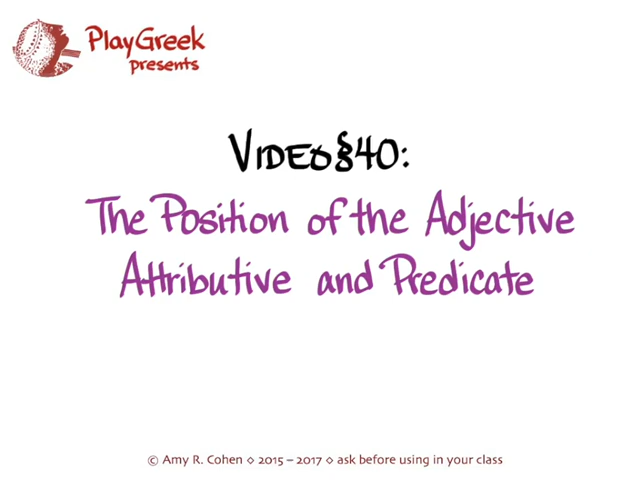 PlayGreek
presents
Video §40:
The Position of the Adjective
Attributive and Predicate
© Amy R. Cohen ◇ 2015 – 2017 ◇ ask before using in your class